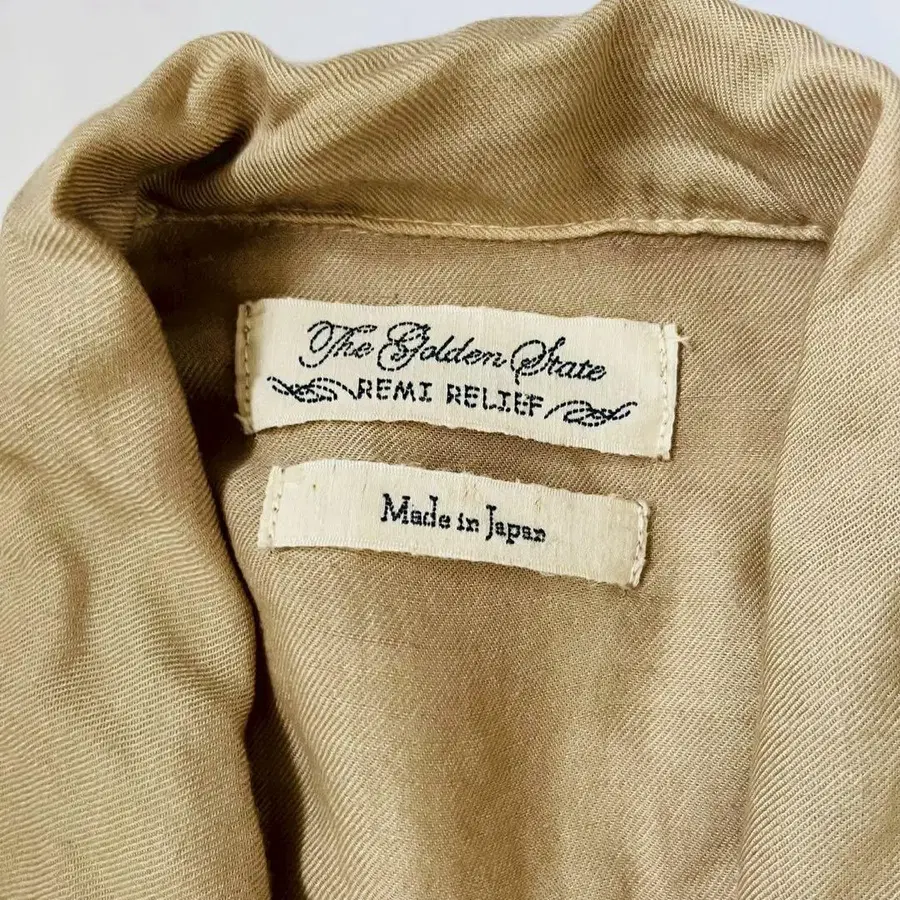 The Golden State
REMI RELIEF
Made in Japan